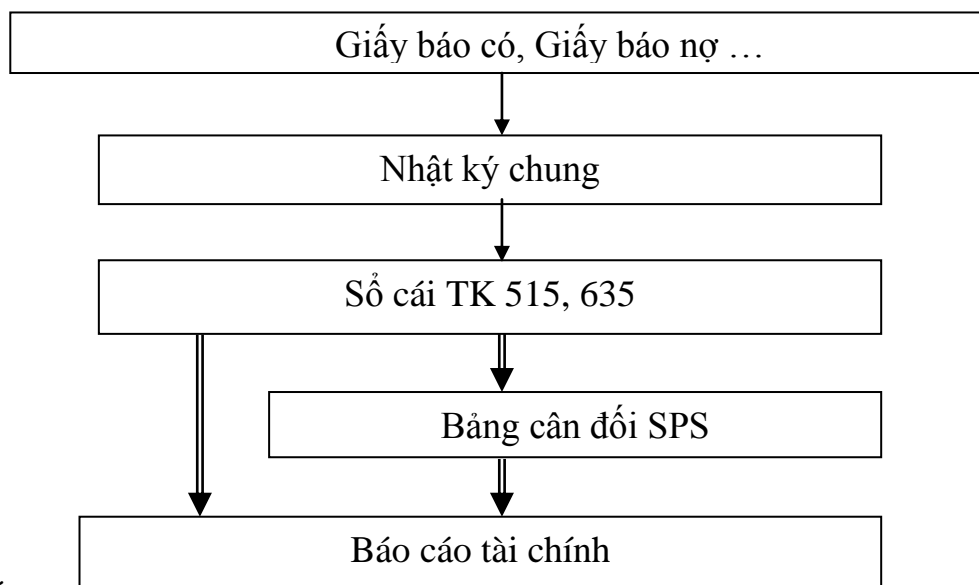 Giấy báo có, Giấy báo nợ …
Nhật ký chung
Sổ cái TK 515, 635
Bảng cân đối SPS
Báo cáo tài chính